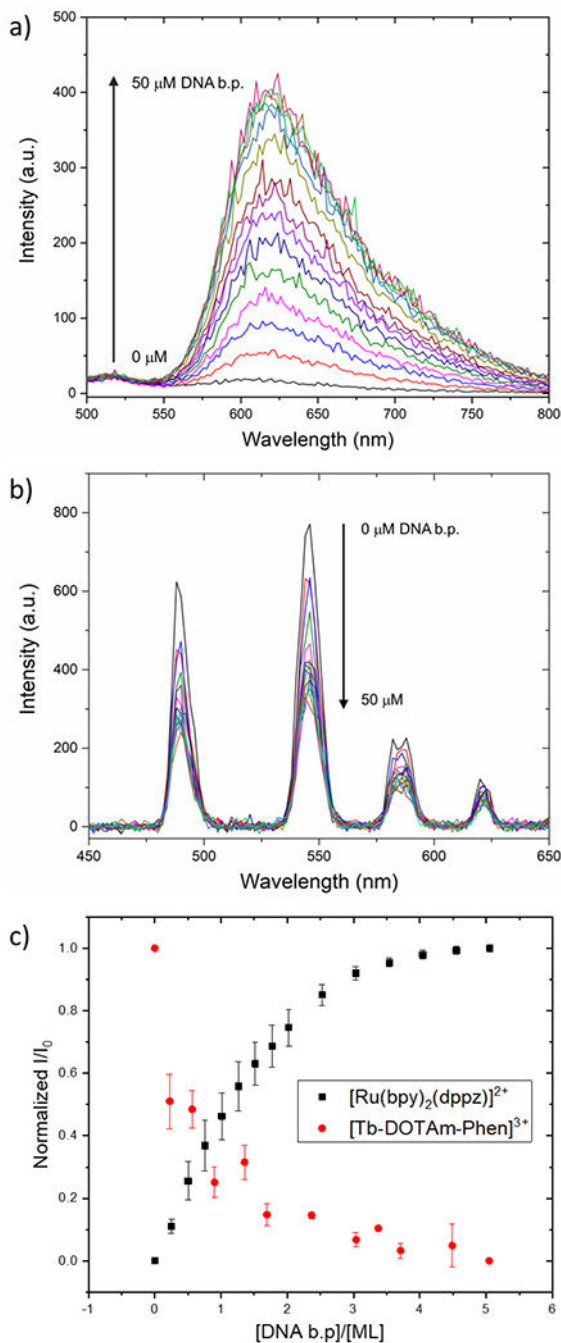 a)
500
400
300
200
100
0
Intensity (a.u.)
50 μM DNA b.p.
0 μM
500 550 600 650 700 750 800
Wavelength (nm)
b)
800
600
400
200
0
Intensity (a.u.)
0 μM DNA b.p.
50 μM
450 500 550 600 650
Wavelength (nm)
c)
1.0
0.8
0.6
0.4
0.2
0.0
Normalized I/I₀
[Ru(bpy)₂(dppz)]²⁺
[Tb-DOTAm-Phen]³⁺
-1 0 1 2 3 4 5 6
[DNA b.p]/[ML]